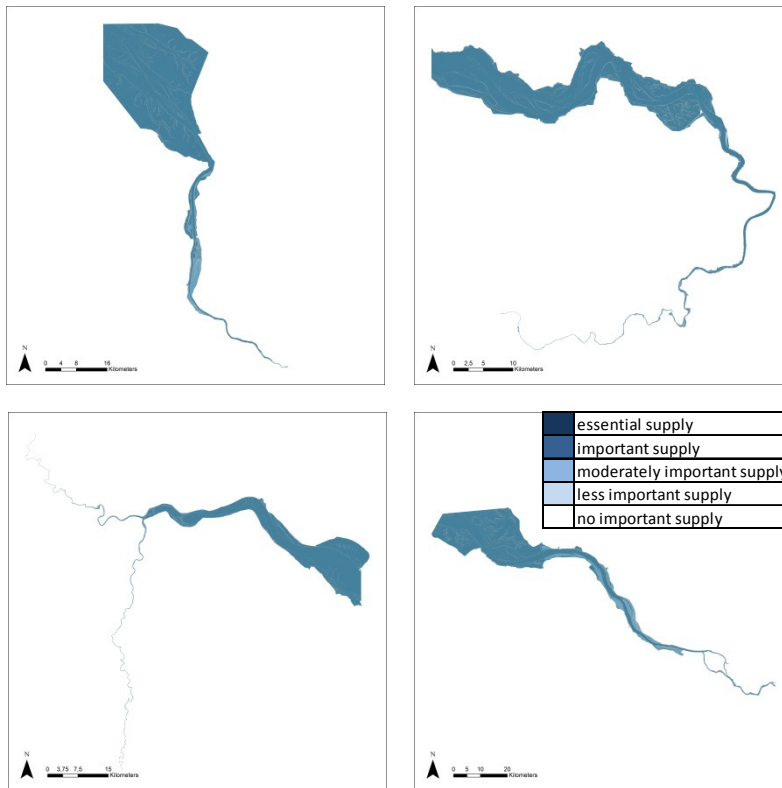 N
0 4 8 16
Kilometers
N
0 2,5 5 10
Kilometers
essential supply
important supply
moderately important supply
less important supply
no important supply
N
0 3,75 7,5 15
Kilometers
N
0 5 10 20
Kilometers